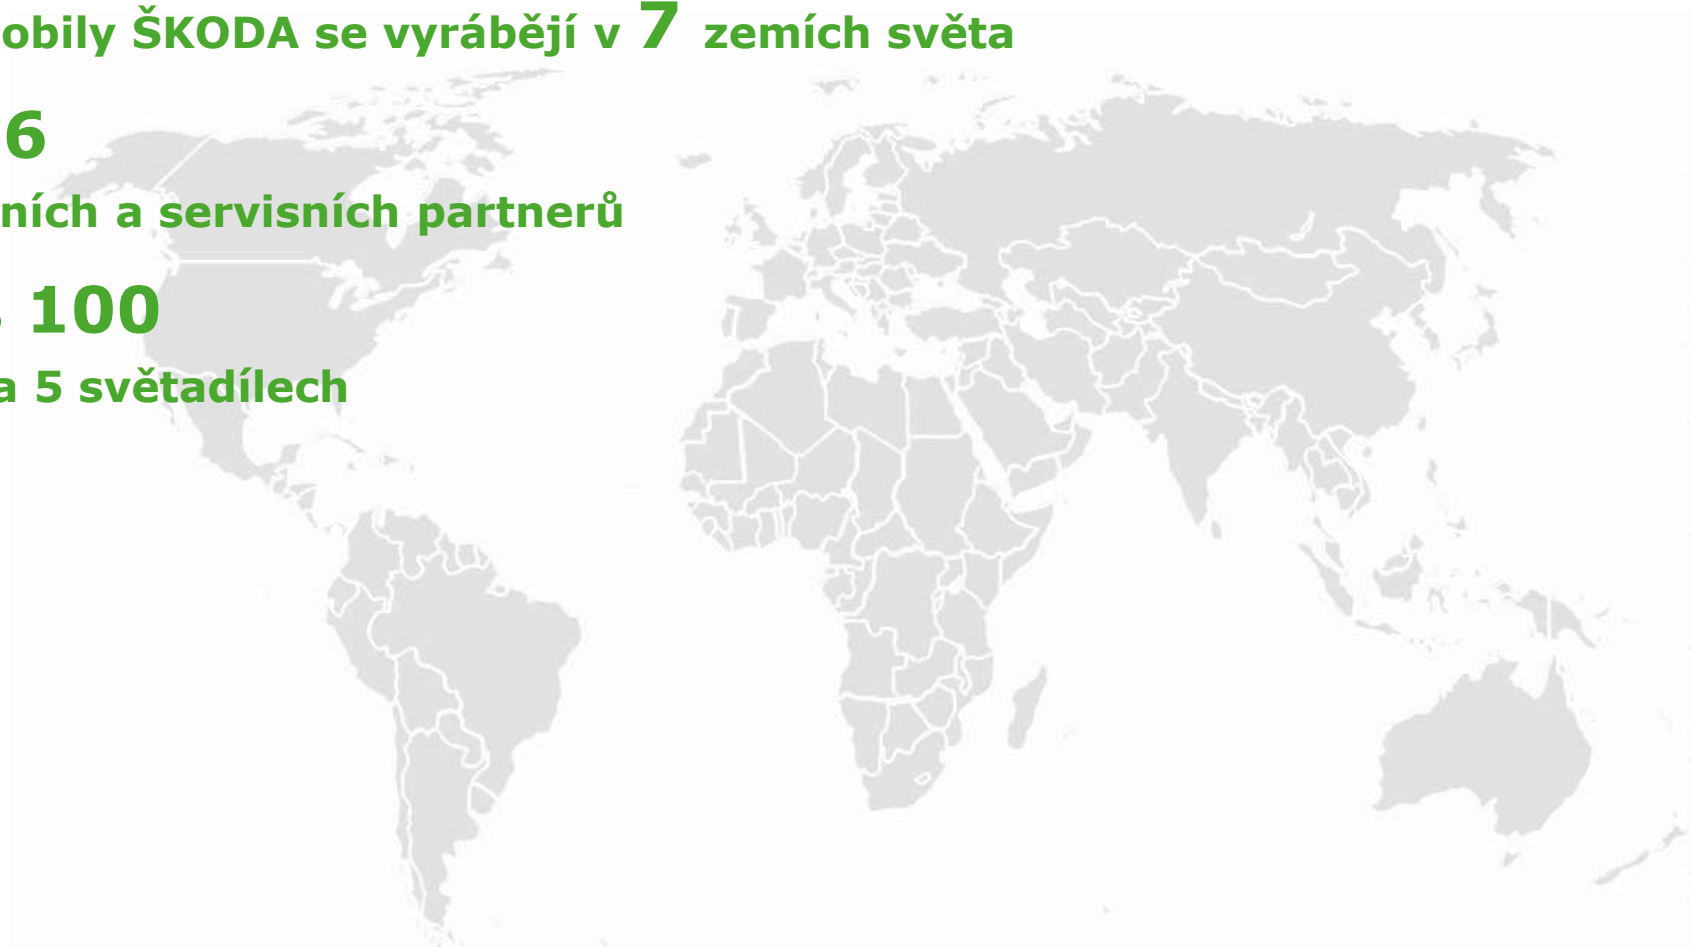 obily ŠKODA se vyrábějí v 7 zemích světa
6
ních a servisních partnerů
100
a 5 světadílech